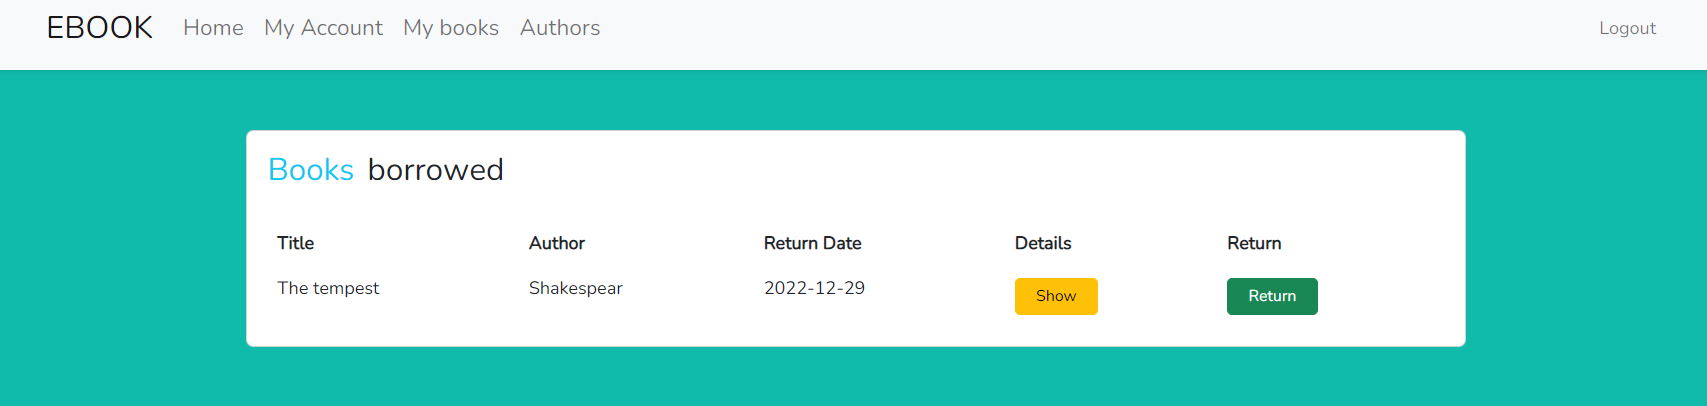 EBOOK Home My Account My books Authors Logout
Books borrowed
Title Author Return Date Details Return
The tempest Shakespear 2022-12-29 Show Return